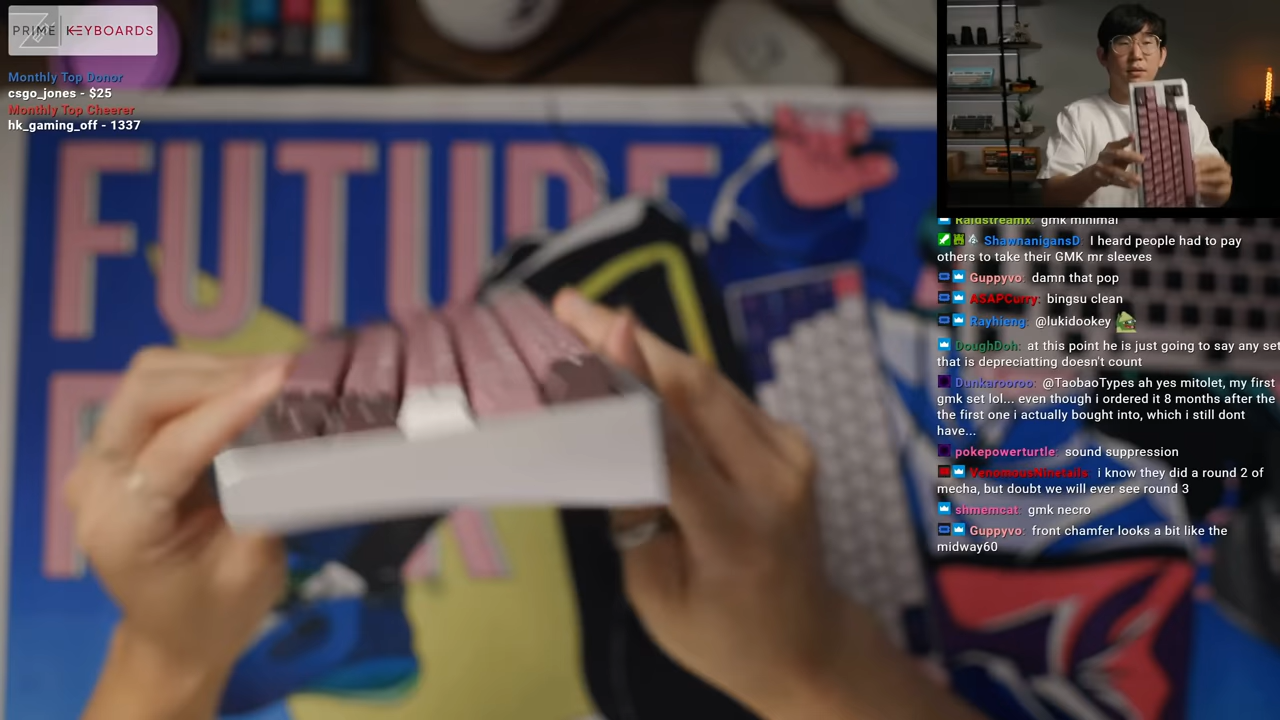 PRIME KEYBOARDS
Monthly Top Donor
csgo_jones - $25
Monthly Top Cheerer
hk_gaming_off - 1337
FUTURE
Raidstreamx: gmk minimal
ShawnanigansD I heard people had to pay
others to take their GMK mr sleeves
Guppyvo: damn that pop
ASAPCurry: bingsu clean
Rayhieng: @lukidookey
DoughDoh: at this point he is just going to say any set
that is depreciatting doesn't count
Dunkarooroo: @TaobaoTypes ah yes mitolet, my first
gmk set lol... even though i ordered it 8 months after the
the first one i actually bought into, which i still dont
have...
pokepowerturtle: sound suppression
VenomousNinetails i know they did a round 2 of
mecha, but doubt we will ever see round 3
shmemcat: gmk necro
Guppyvo: front chamfer looks a bit like the
midway60